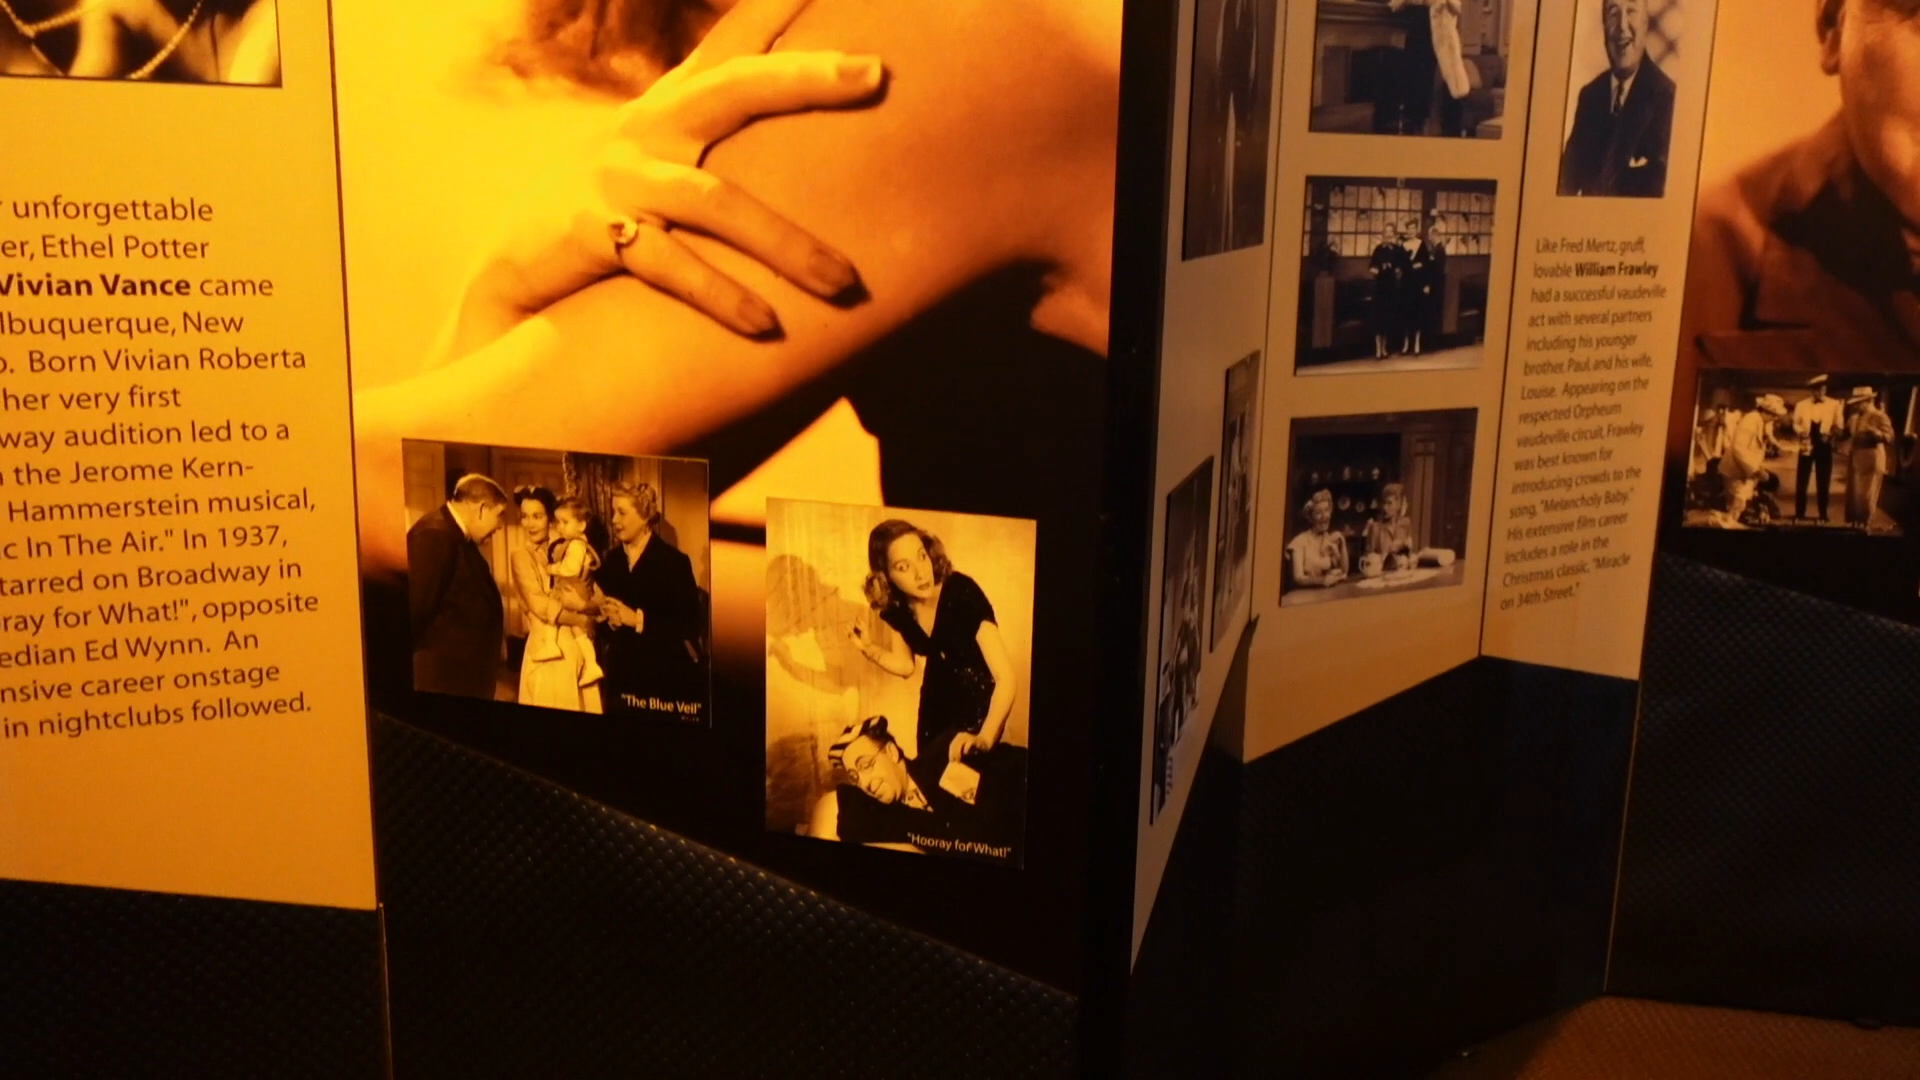 unforgettable
er, Ethel Potter
Vivian Vance came
lbuquerque, New
o. Born Vivian Roberta
her very first
way audition led to a
the Jerome Kern-
Hammerstein musical,
c In The Air." In 1937,
tarred on Broadway in
ray for What!", opposite
edian Ed Wynn. An
nsive career onstage
in nightclubs followed.
"The Blue Veil"
"Hooray for What!"
Like Fred Mertz, gruff,
lovable William Frawley
had a successful vaudeville
act with several partners
including his younger
brother, Paul, and his wife,
Louise. Appearing on the
respected Orpheum
vaudeville circuit, Frawley
was best known for
introducing crowds to the
song, "Melancholy Baby."
His extensive film career
includes a role in the
Christmas classic, "Miracle
on 34th Street."